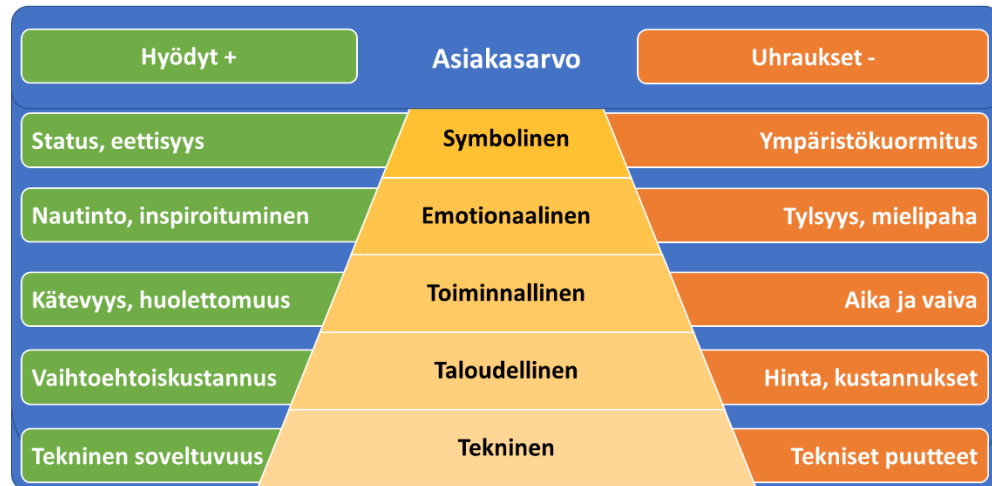 Hyödyt +
Asiakasarvo
Uhraukset -
Status, eettisyys
Symbolinen
Ympäristökuormitus
Nautinto, inspiroituminen
Emotionaalinen
Tylsyys, mielipaha
Kätevyys, huolettomuus
Toiminnallinen
Aika ja vaiva
Vaihtoehtoiskustannus
Taloudellinen
Hinta, kustannukset
Tekninen soveltuvuus
Tekninen
Tekniset puutteet